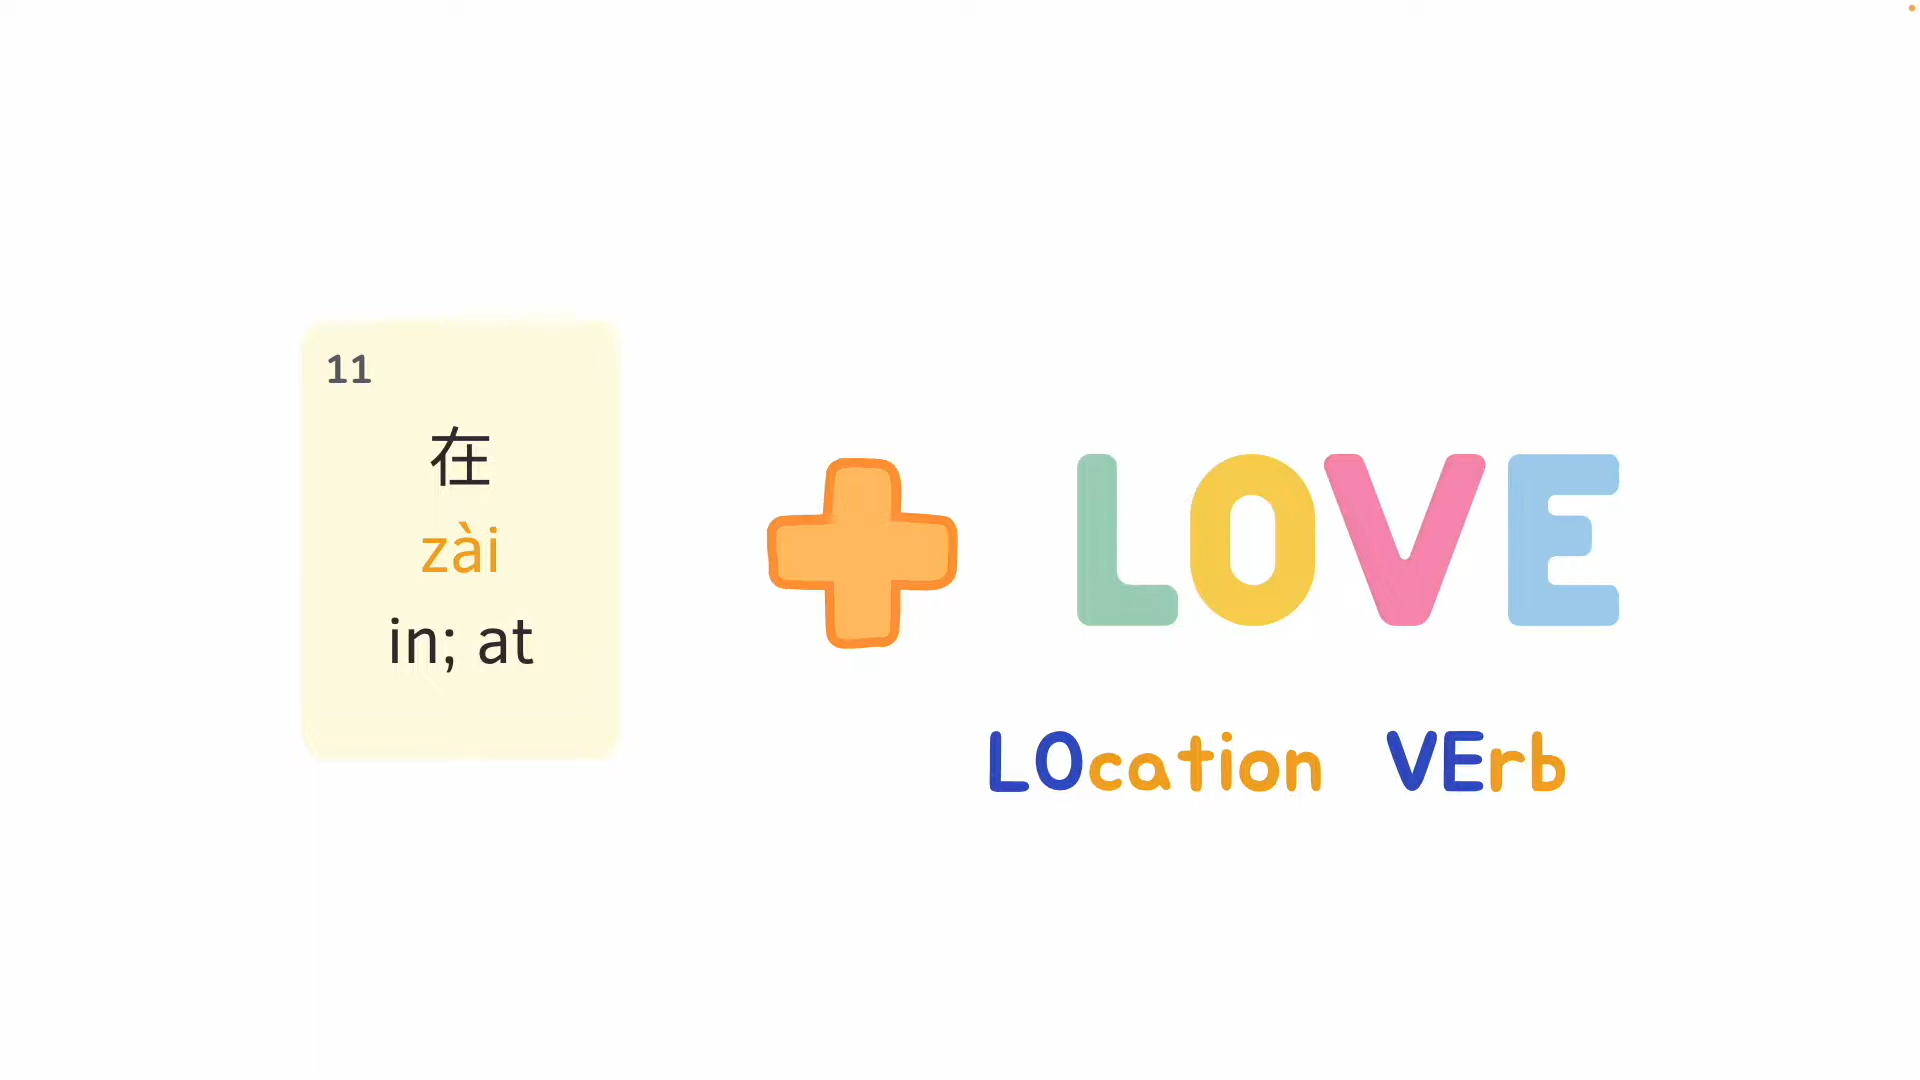 11
在
zài
in; at
LOVE
LOcation VErb